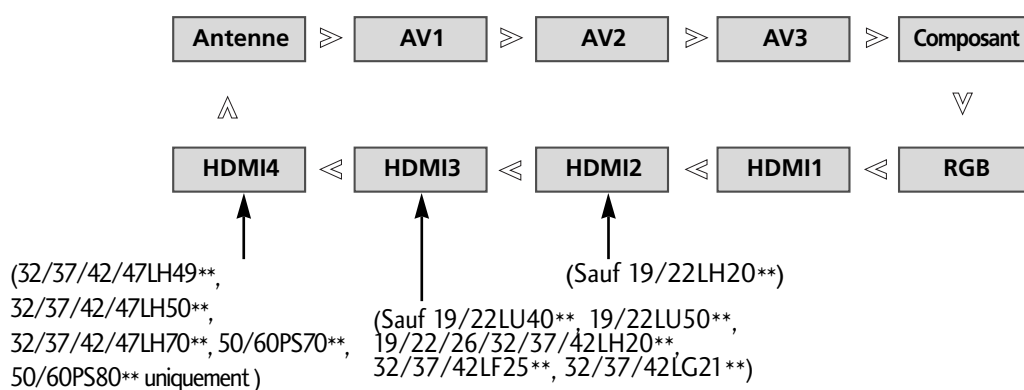 Antenne AV1 AV2 AV3 Composant
HDMI4 HDMI3 HDMI2 HDMI1 RGB
(32/37/42/47LH49**,
32/37/42/47LH50**,
32/37/42/47LH70**, 50/60PS70**,
50/60PS80** uniquement)
(Sauf 19/22LU40**, 19/22LU50**,
19/22/26/32/37/42LH20**,
32/37/42LF25**, 32/37/42LG21**)
(Sauf 19/22LH20**)